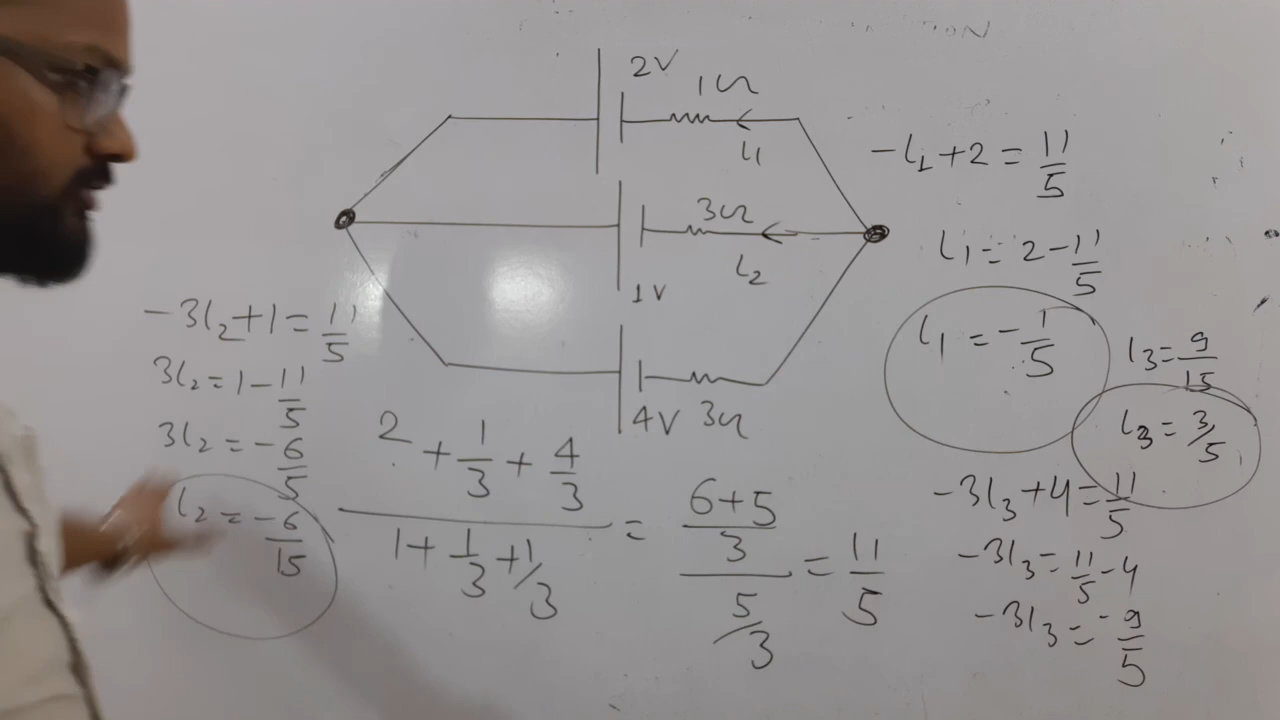 2V
1Ω
i1
3Ω
i2
1V
4V 3Ω
-i1+2=11/5
i1=2-11/5
i1=-1/5
i3=9/15
i3=3/5
-3i3+4=11/5
-3i3=11/5-4
-3i3=-9/5
-3i2+1=11/5
3i2=1-11/5
3i2=-6/5
i2=-6/15
2+1/3+4/3
1+1/3+1/3
=
6+5/3
5/3
=11/5